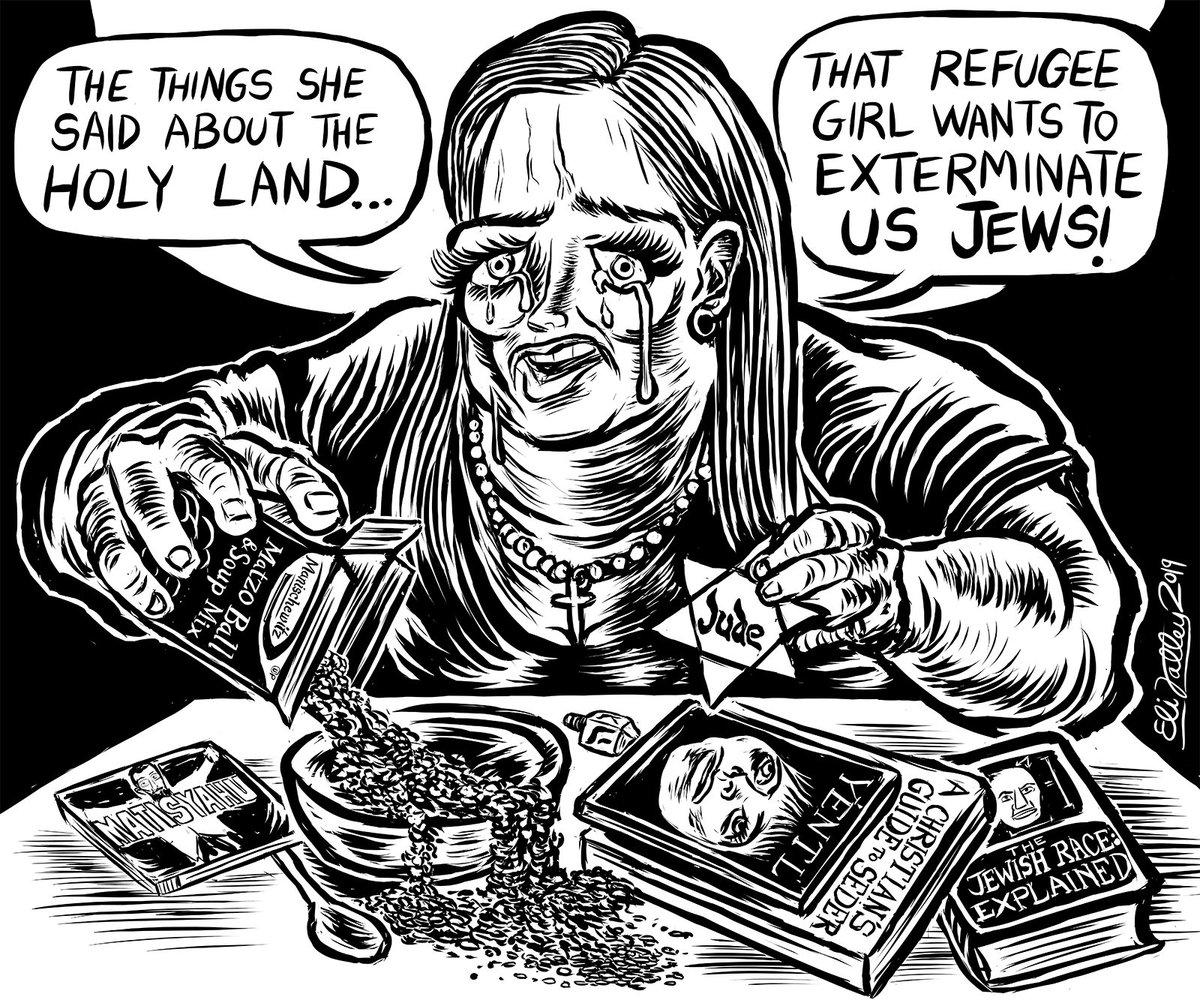 THE THINGS SHE
SAID ABOUT THE
HOLY LAND...
THAT REFUGEE
GIRL WANTS TO
EXTERMINATE
US JEWS!
Manischewitz
Matzo Ball
& Soup Mix
Jude
MATISYAHU
YENTL
A CHRISTIAN'S
GUIDE TO SEDER
THE
JEWISH RACE:
EXPLAINED
Eli Valley 2019